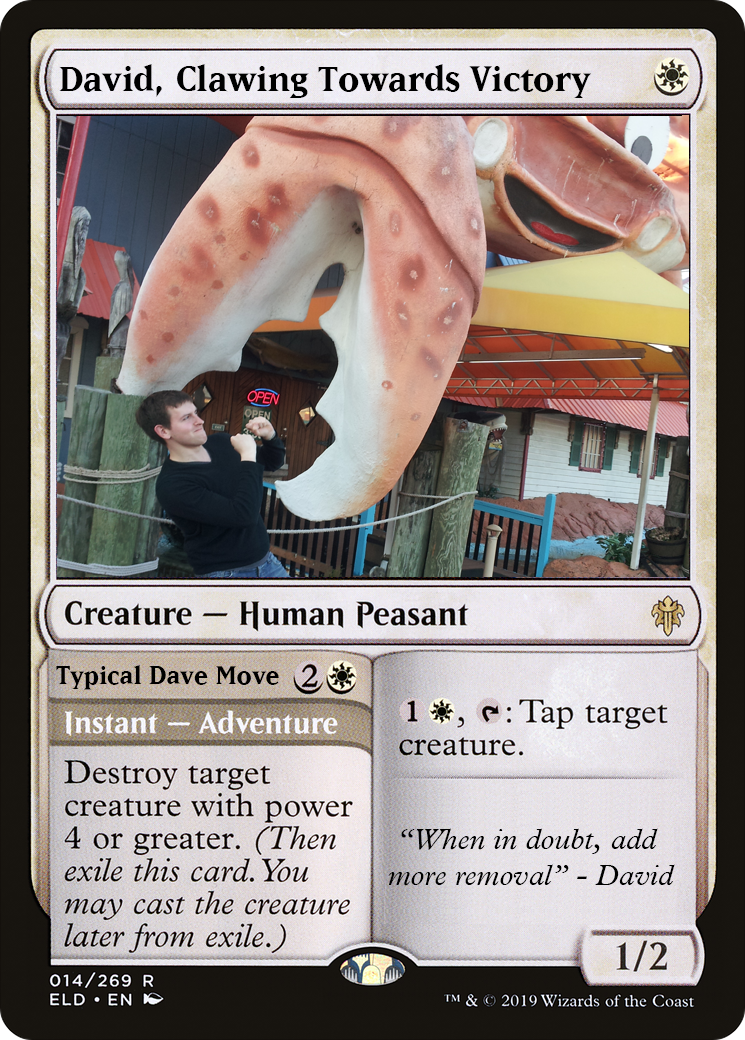 David, Clawing Towards Victory
OPEN
OPEN
Creature — Human Peasant
Typical Dave Move 2
Instant — Adventure
Destroy target
creature with power
4 or greater. (Then
exile this card. You
may cast the creature
later from exile.)
1 , : Tap target
creature.
“When in doubt, add
more removal” - David
1/2
014/269 R
ELD • EN
™ & © 2019 Wizards of the Coast